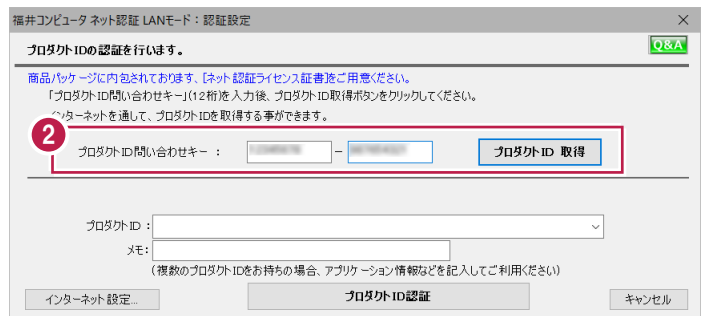 福井コンピュータ ネット認証 LANモード：認証設定
プロダクトIDの認証を行います。
Q&A
商品パッケージに内包されております、[ネット認証ライセンス証書]をご用意ください。
「プロダクトID問い合わせキー」(12桁)を入力後、プロダクトID取得ボタンをクリックしてください。
インターネットを通して、プロダクトIDを取得する事ができます。
2
プロダクトID問い合わせキー ：
－
プロダクトID 取得
プロダクトID ：
メモ：
(複数のプロダクトIDをお持ちの場合、アプリケーション情報などを記入してご利用ください)
インターネット設定...
プロダクトID認証
キャンセル